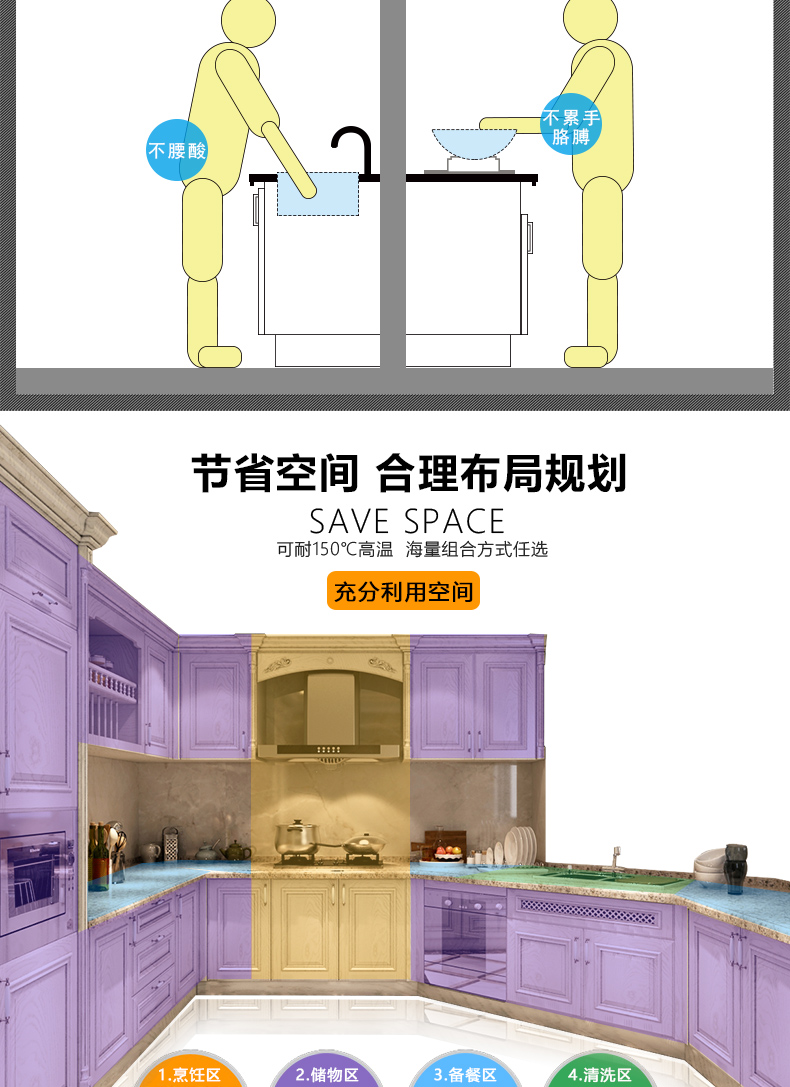 不腰酸
不累手
胳膊
节省空间 合理布局规划
SAVE SPACE
可耐150℃高温 海量组合方式任选
充分利用空间
1.烹饪区
2.储物区
3.备餐区
4.清洗区